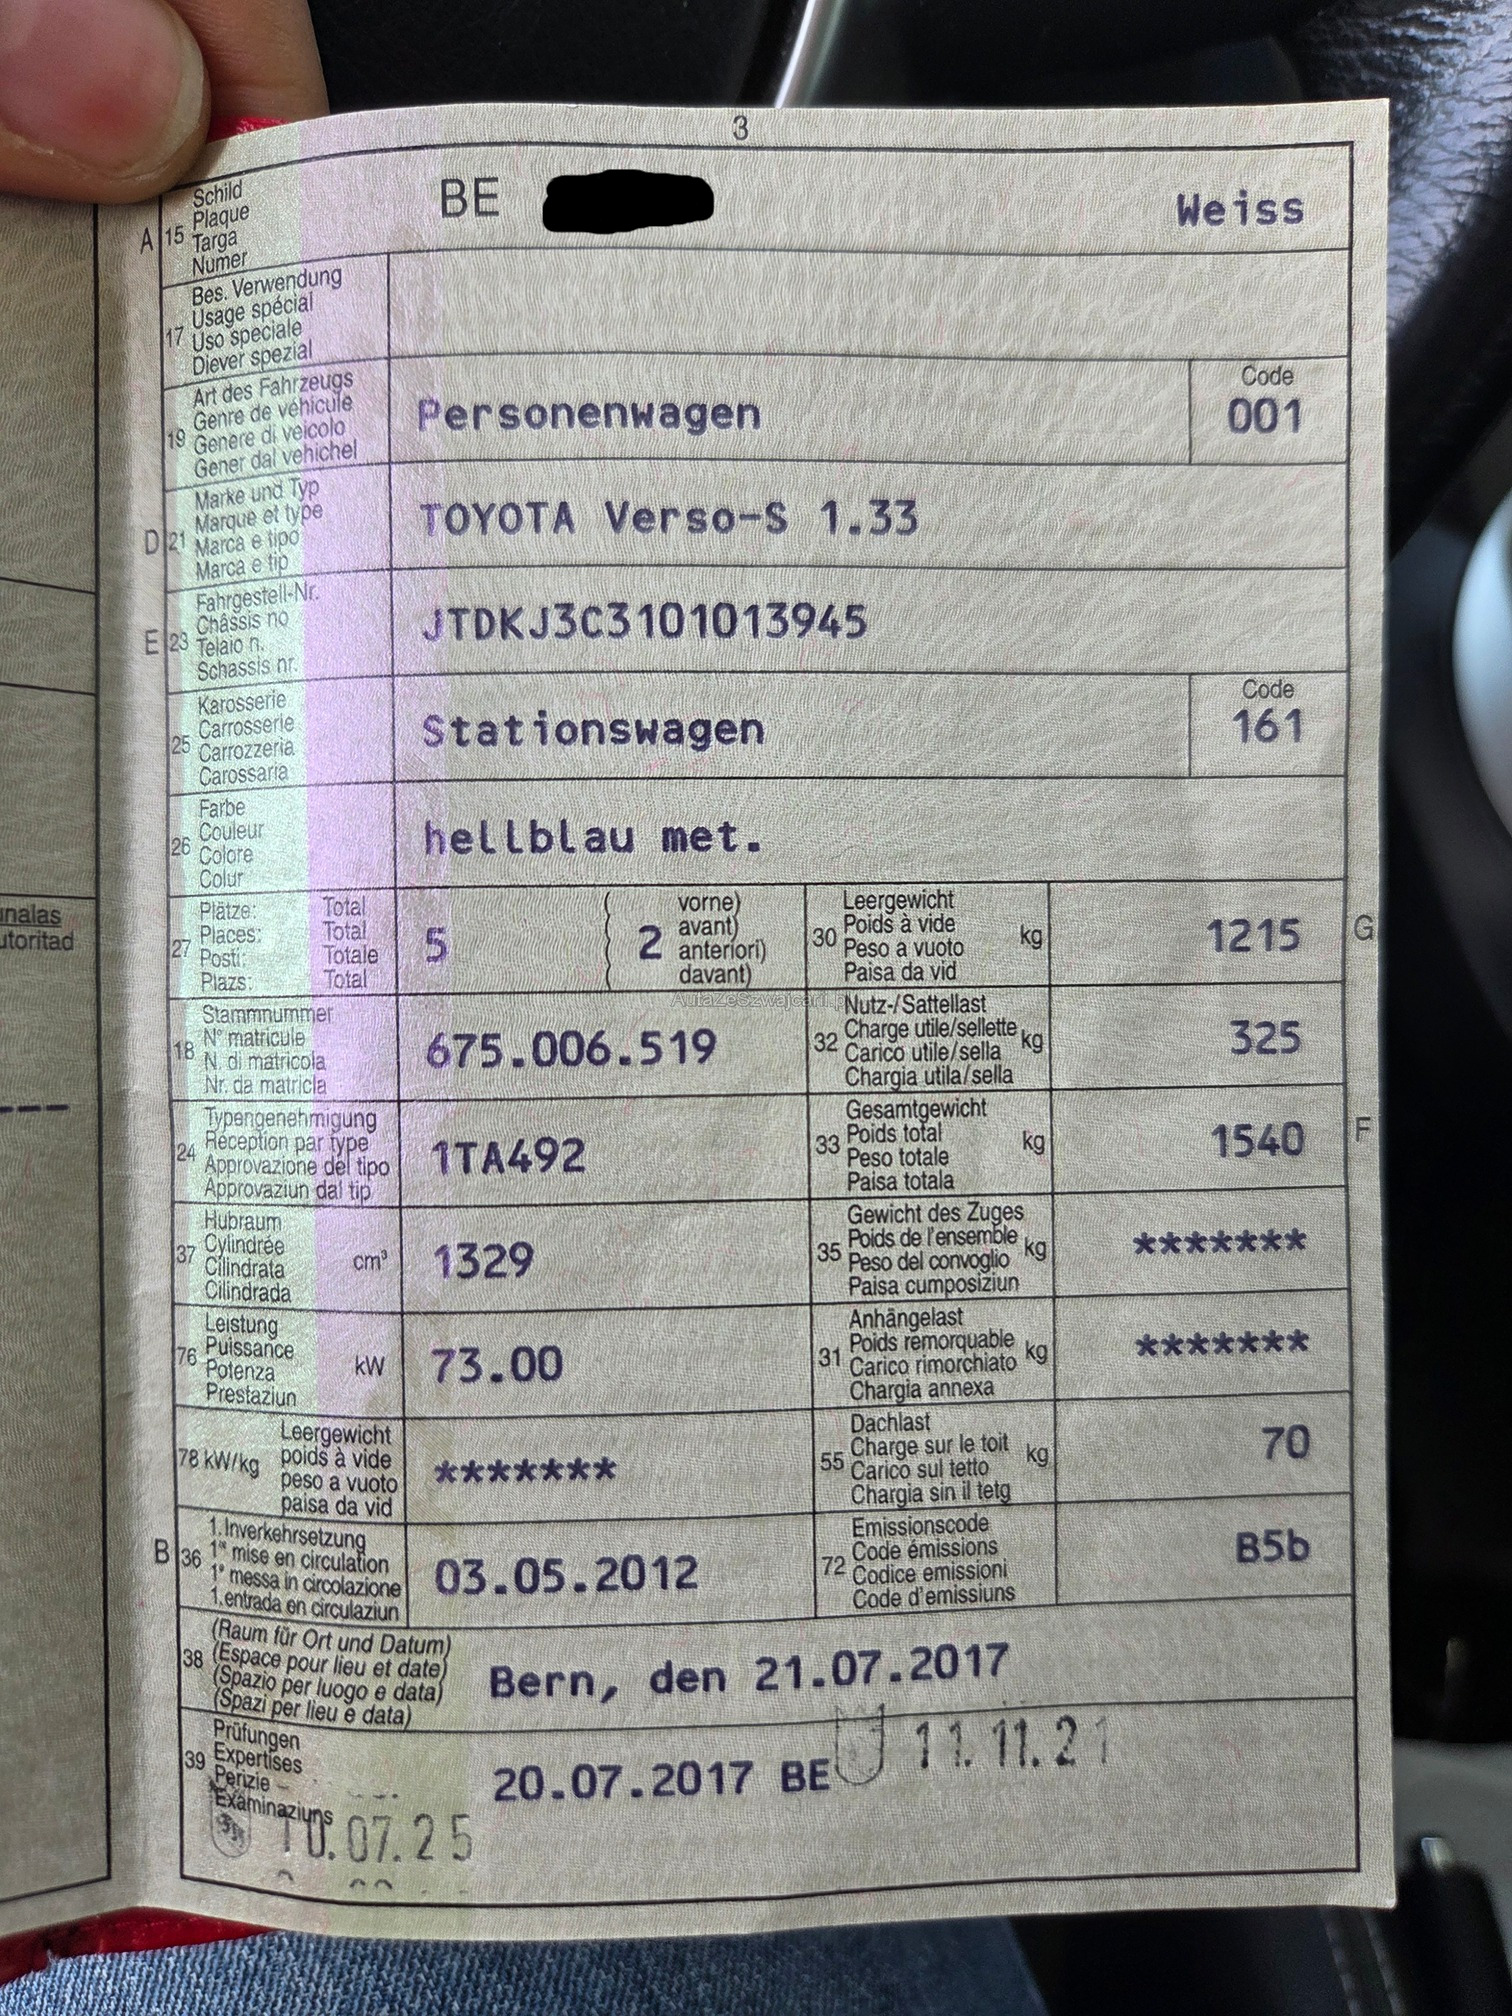 3
A 15 Schild
Plaque
Targa
Numer
BE
Weiss
17 Bes. Verwendung
Usage spécial
Uso speciale
Diever spezial
19 Art des Fahrzeugs
Genre de véhicule
Genere di veicolo
Gener dal vehichel
Personenwagen
Code
001
D 21 Marke und Typ
Marque et type
Marca e tipo
Marca e tip
TOYOTA Verso-S 1.33
E 23 Fahrgestell-Nr.
Châssis no
Telaio n.
Schassis nr.
JTDKJ3C3101013945
25 Karosserie
Carrosserie
Carrozzeria
Carossaria
Stationswagen
Code
161
26 Farbe
Couleur
Colore
Colur
hellblau met.
unalas
utoritad
27 Plätze: Total
Places: Total
Posti: Totale
Plazs: Total
5
2
vorne)
avant)
anteriori)
davant)
30 Leergewicht
Poids à vide
Peso a vuoto
Paisa da vid
kg
1215
G
18 Stammnummer
N° matricule
N. di matricola
Nr. da matricla
675.006.519
32 Nutz-/Sattellast
Charge utile/sellette
Carico utile/sella
Chargia utila/sella
kg
325
24 Typengenehmigung
Réception par type
Approvazione del tipo
Approvaziun dal tip
1TA492
33 Gesamtgewicht
Poids total
Peso totale
Paisa totala
kg
1540
F
37 Hubraum
Cylindrée
Cilindrata
Cilindrada
cm³
1329
35 Gewicht des Zuges
Poids de l'ensemble
Peso del convoglio
Paisa cumposiziun
kg
*******
76 Leistung
Puissance
Potenza
Prestaziun
kW
73.00
31 Anhängelast
Poids remorquable
Carico rimorchiato
Chargia annexa
kg
*******
78 kW/kg Leergewicht
poids à vide
peso a vuoto
paisa da vid
*******
55 Dachlast
Charge sur le toit
Carico sul tetto
Chargia sin il tetg
kg
70
B 36 1. Inverkehrsetzung
1re mise en circulation
1a messa in circolazione
1. entrada en circulaziun
03.05.2012
72 Emissionscode
Code émissions
Codice emissioni
Code d'emissiuns
B5b
38 (Raum für Ort und Datum)
(Espace pour lieu et date)
(Spazio per luogo e data)
(Spazi per lieu e data)
Bern, den 21.07.2017
39 Prüfungen
Expertises
Perizie
Examinaziuns
20.07.2017 BE
11.11.21
10.07.25